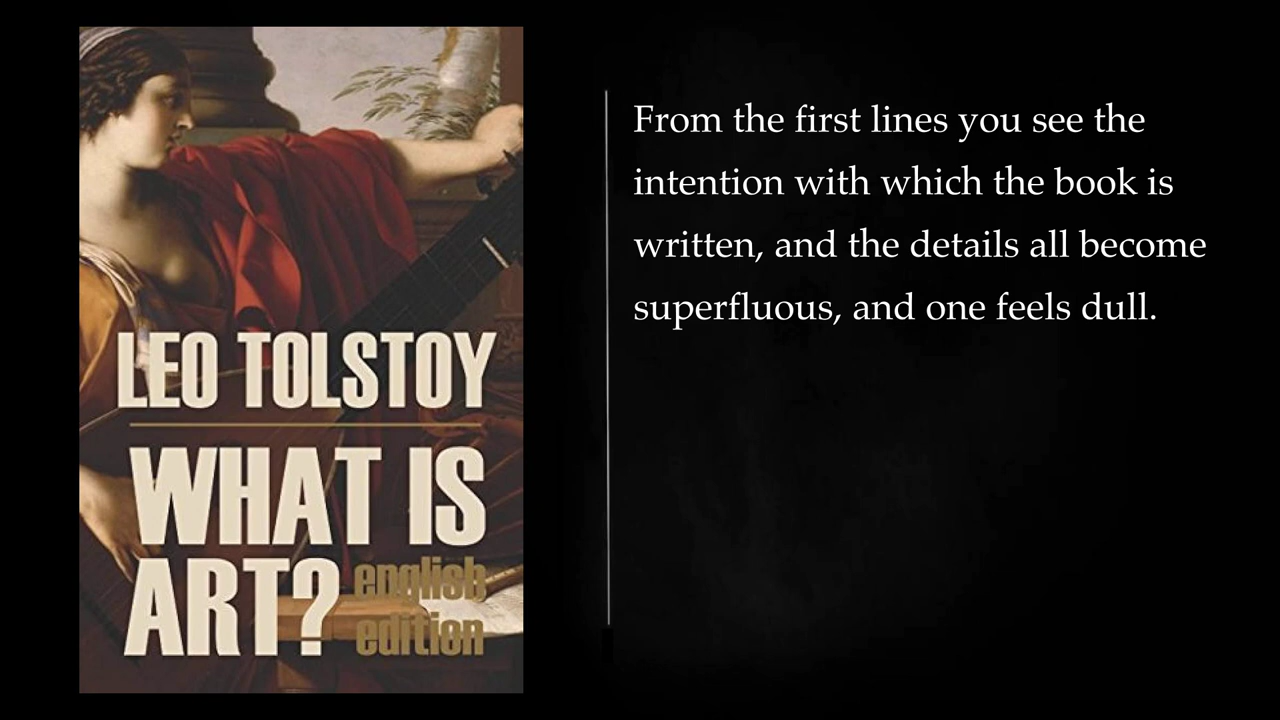 LEO TOLSTOY
WHAT IS
ART?
english
edition
From the first lines you see the
intention with which the book is
written, and the details all become
superfluous, and one feels dull.